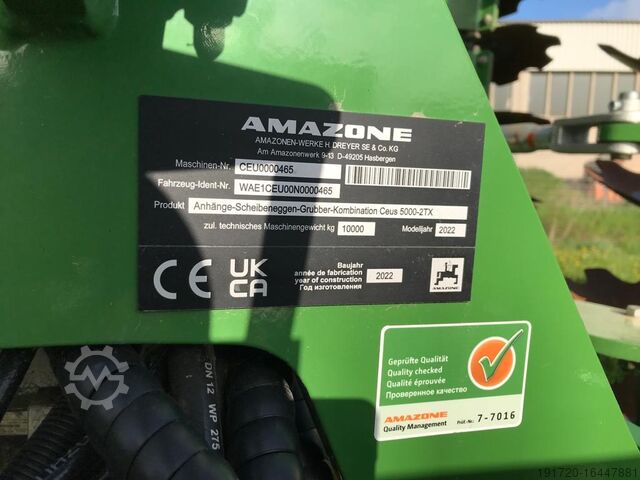 AMAZONE
AMAZONEN-WERKE H. DREYER SE & Co. KG
Am Amazonenwerk 9-13 D-49205 Hasbergen
Maschinen-Nr. CEU0000465
Fahrzeug-Ident-Nr. WAE1CEU00N0000465
Produkt Anhänge-Scheibeneggen-Grubber-Kombination Ceus 5000-2TX
zul. technisches Maschinengewicht kg 10000 Modelljahr 2022
CE UK
CA
Baujahr
année de fabrication
year of construction
Год изготовления
2022
AMAZONE
Geprüfte Qualität
Quality checked
Qualité éprouvée
Проверенное качество
AMAZONE
Quality Management
Prüf.-Nr.: 7-7016
DN 12 WP 275
191720-16447881